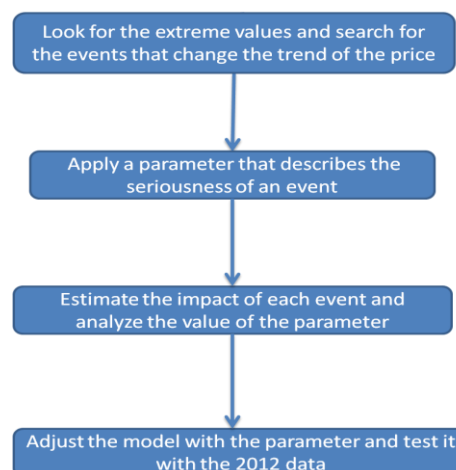 Look for the extreme values and search for
the events that change the trend of the price
Apply a parameter that describes the
seriousness of an event
Estimate the impact of each event and
analyze the value of the parameter
Adjust the model with the parameter and test it
with the 2012 data